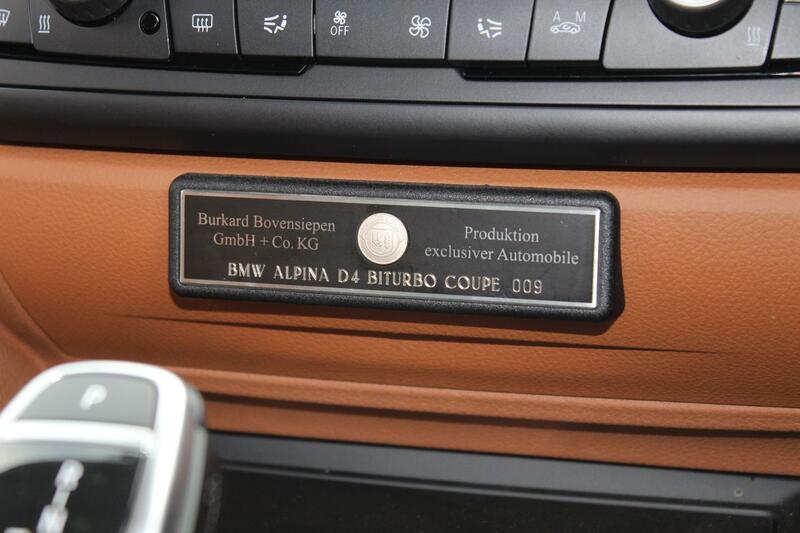 OFF
A M
Burkard Bovensiepen
GmbH + Co. KG
Produktion
exclusiver Automobile
BMW ALPINA D4 BITURBO COUPE 009
P